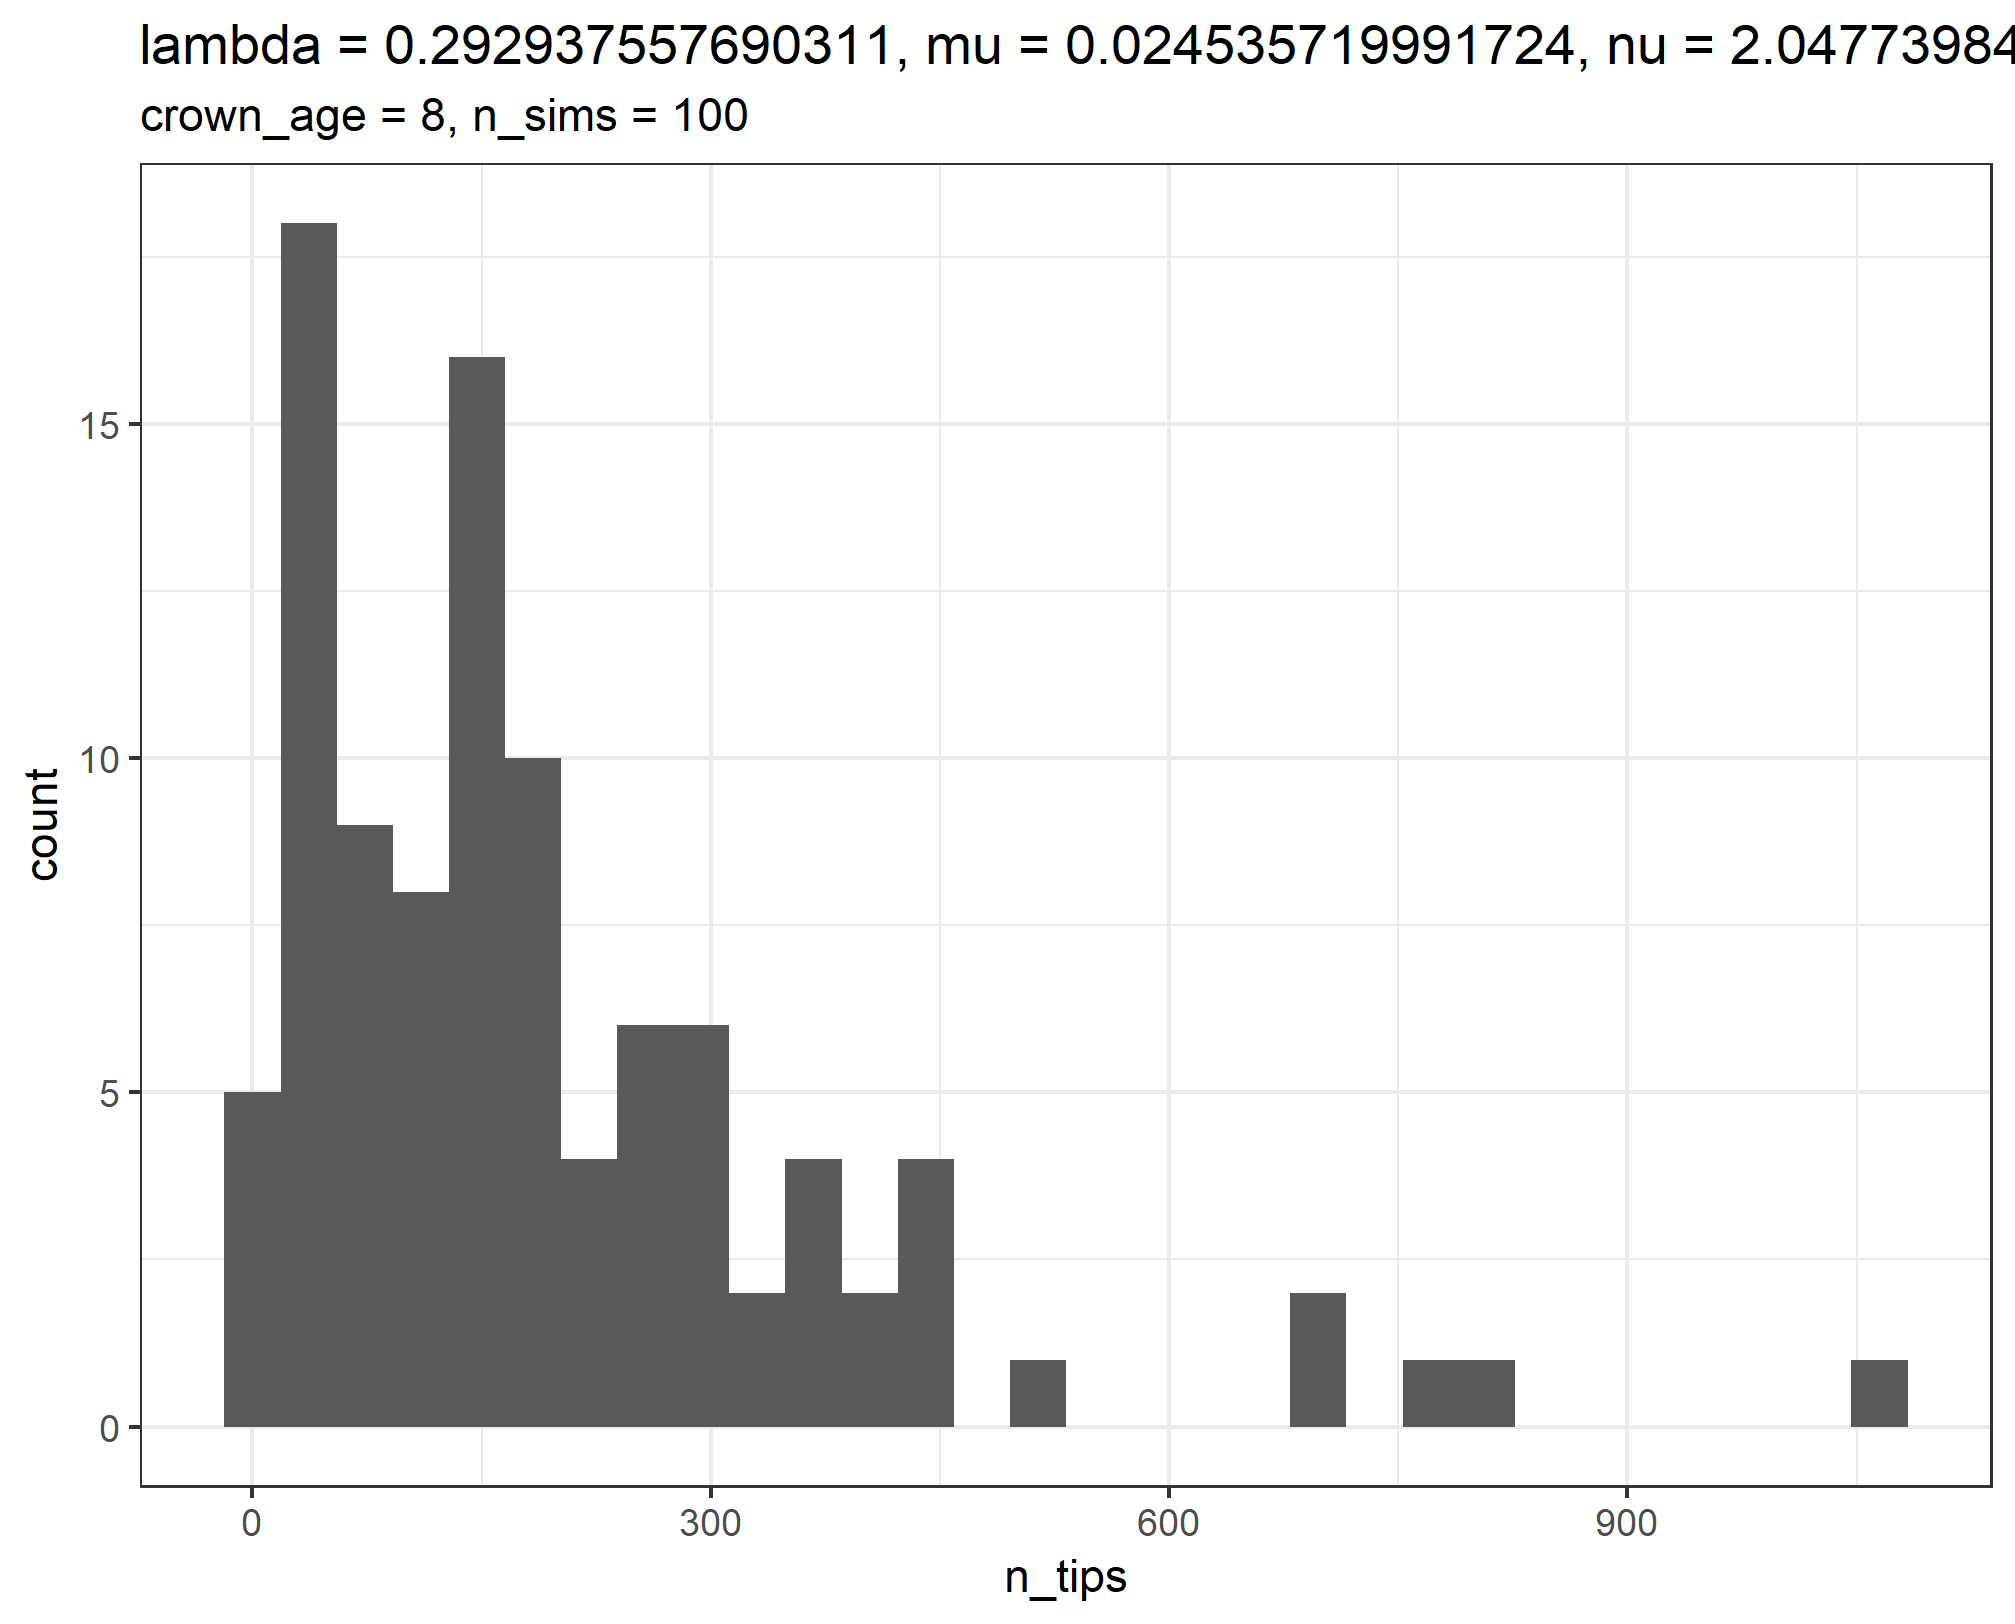 lambda = 0.292937557690311, mu = 0.024535719991724, nu = 2.04773984
crown_age = 8, n_sims = 100
15
10
5
0
count
0 300 600 900
n_tips